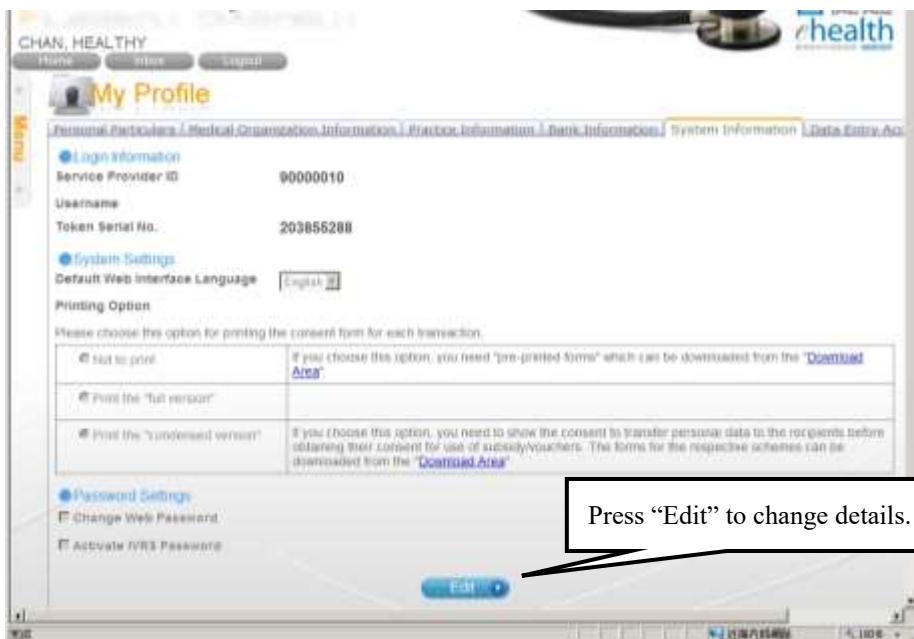 CHAN, HEALTHY
ehealth
Home Inbox Logout
My Profile
Menu
Personal Particulars | Medical Organization Information | Practice Information | Bank Information | System Information | Data Entry Acc
Login Information
Service Provider ID 90000010
Username
Token Serial No. 203855288
System Settings
Default Web Interface Language English
Printing Option
Please choose this option for printing the consent form for each transaction.
Not to print
If you choose this option, you need "pre-printed forms" which can be downloaded from the "Download
Area"
Print the "full version"
Print the "condensed version"
If you choose this option, you need to show the consent to transfer personal data to the recipients before
obtaining their consent for use of subsidy/vouchers. The forms for the respective schemes can be
downloaded from the "Download Area"
Password Settings
Change Web Password
Activate IVRS Password
Press “Edit” to change details.
Edit